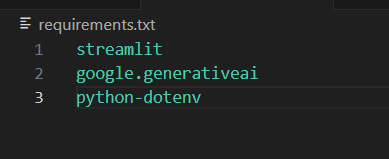 requirements.txt
1 streamlit
2 google.generativeai
3 python-dotenv